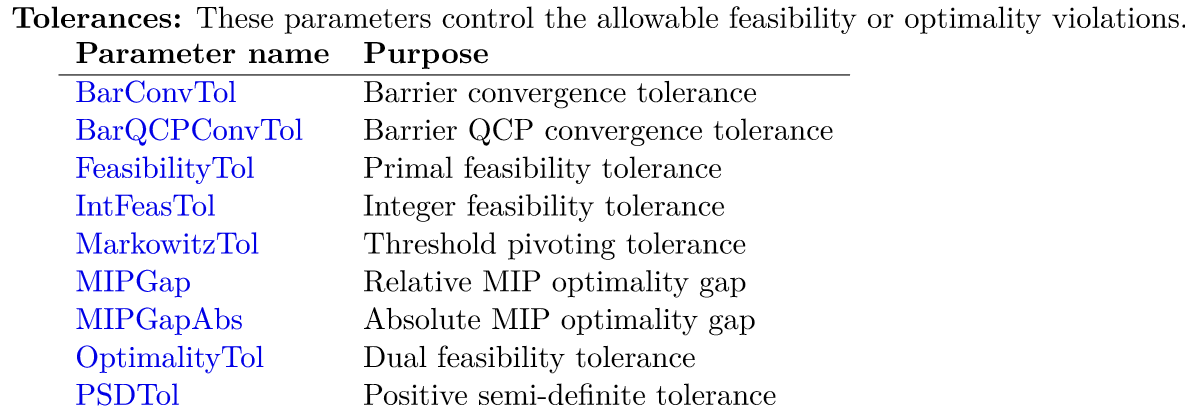 Tolerances: These parameters control the allowable feasibility or optimality violations.
Parameter name Purpose
BarConvTol Barrier convergence tolerance
BarQCPConvTol Barrier QCP convergence tolerance
FeasibilityTol Primal feasibility tolerance
IntFeasTol Integer feasibility tolerance
MarkowitzTol Threshold pivoting tolerance
MIPGap Relative MIP optimality gap
MIPGapAbs Absolute MIP optimality gap
OptimalityTol Dual feasibility tolerance
PSDTol Positive semi-definite tolerance